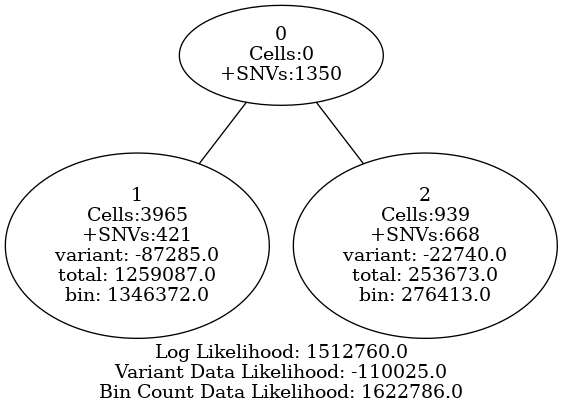 0
Cells:0
+SNVs:1350
1
Cells:3965
+SNVs:421
variant: -87285.0
total: 1259087.0
bin: 1346372.0
2
Cells:939
+SNVs:668
variant: -22740.0
total: 253673.0
bin: 276413.0
Log Likelihood: 1512760.0
Variant Data Likelihood: -110025.0
Bin Count Data Likelihood: 1622786.0